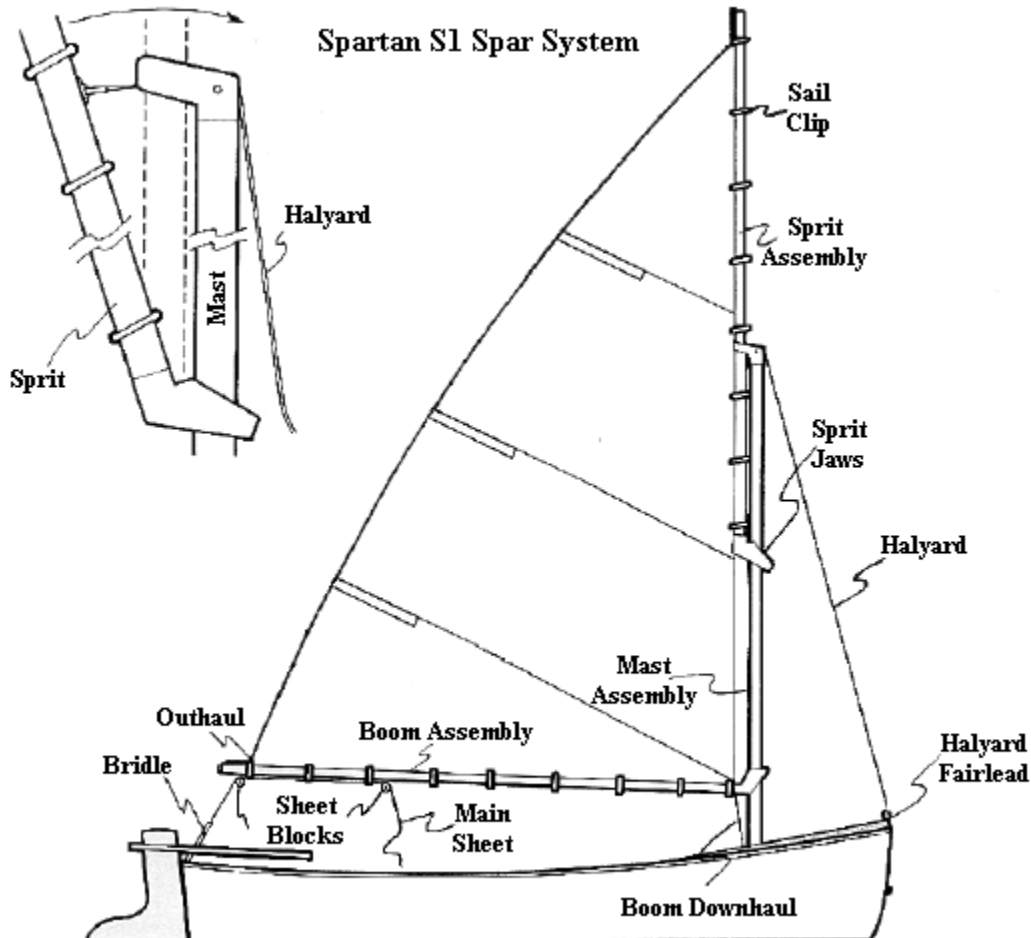 Spartan S1 Spar System
Halyard
Mast
Sprit
Sail
Clip
Sprit
Assembly
Sprit
Jaws
Halyard
Mast
Assembly
Outhaul
Boom Assembly
Bridle
Sheet
Blocks
Main
Sheet
Halyard
Fairlead
Boom Downhaul